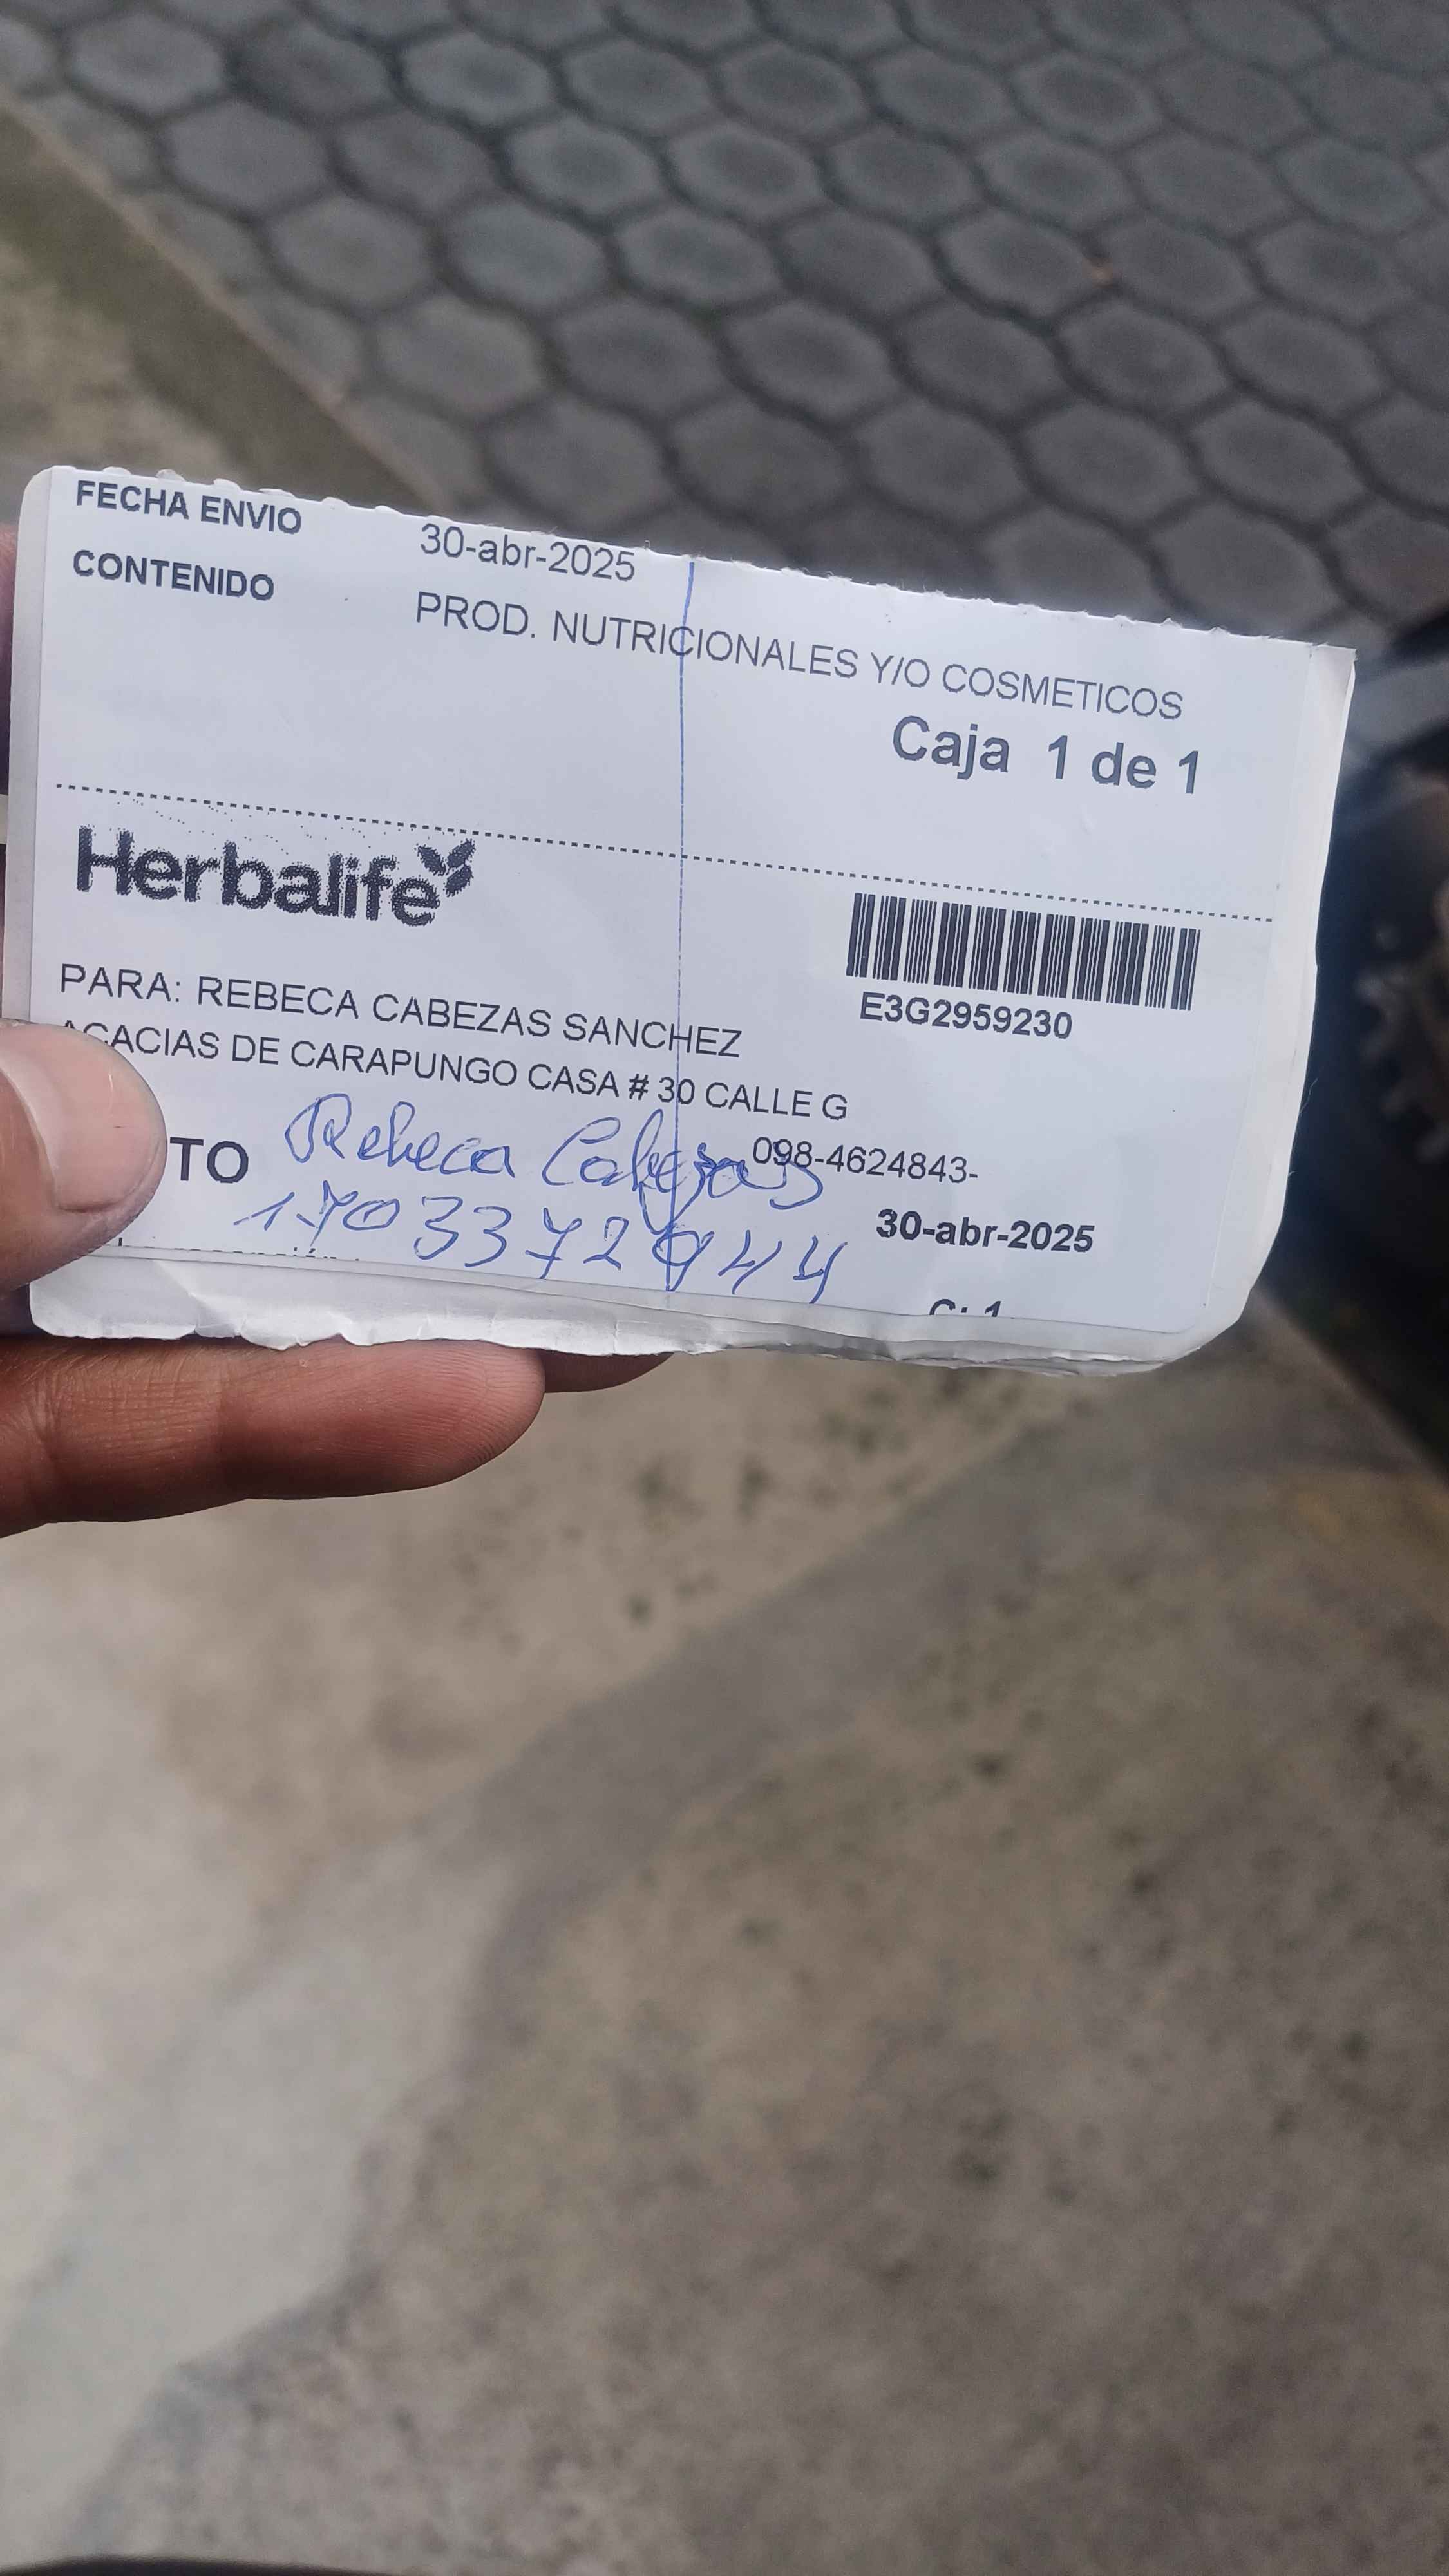 FECHA ENVIO 30-abr-2025
CONTENIDO PROD. NUTRICIONALES Y/O COSMETICOS
Caja 1 de 1
Herbalife
E3G2959230
PARA: REBECA CABEZAS SANCHEZ
ACACIAS DE CARAPUNGO CASA # 30 CALLE G
098-4624843-
TO Rebeca Cabezas
30-abr-2025
1703372944